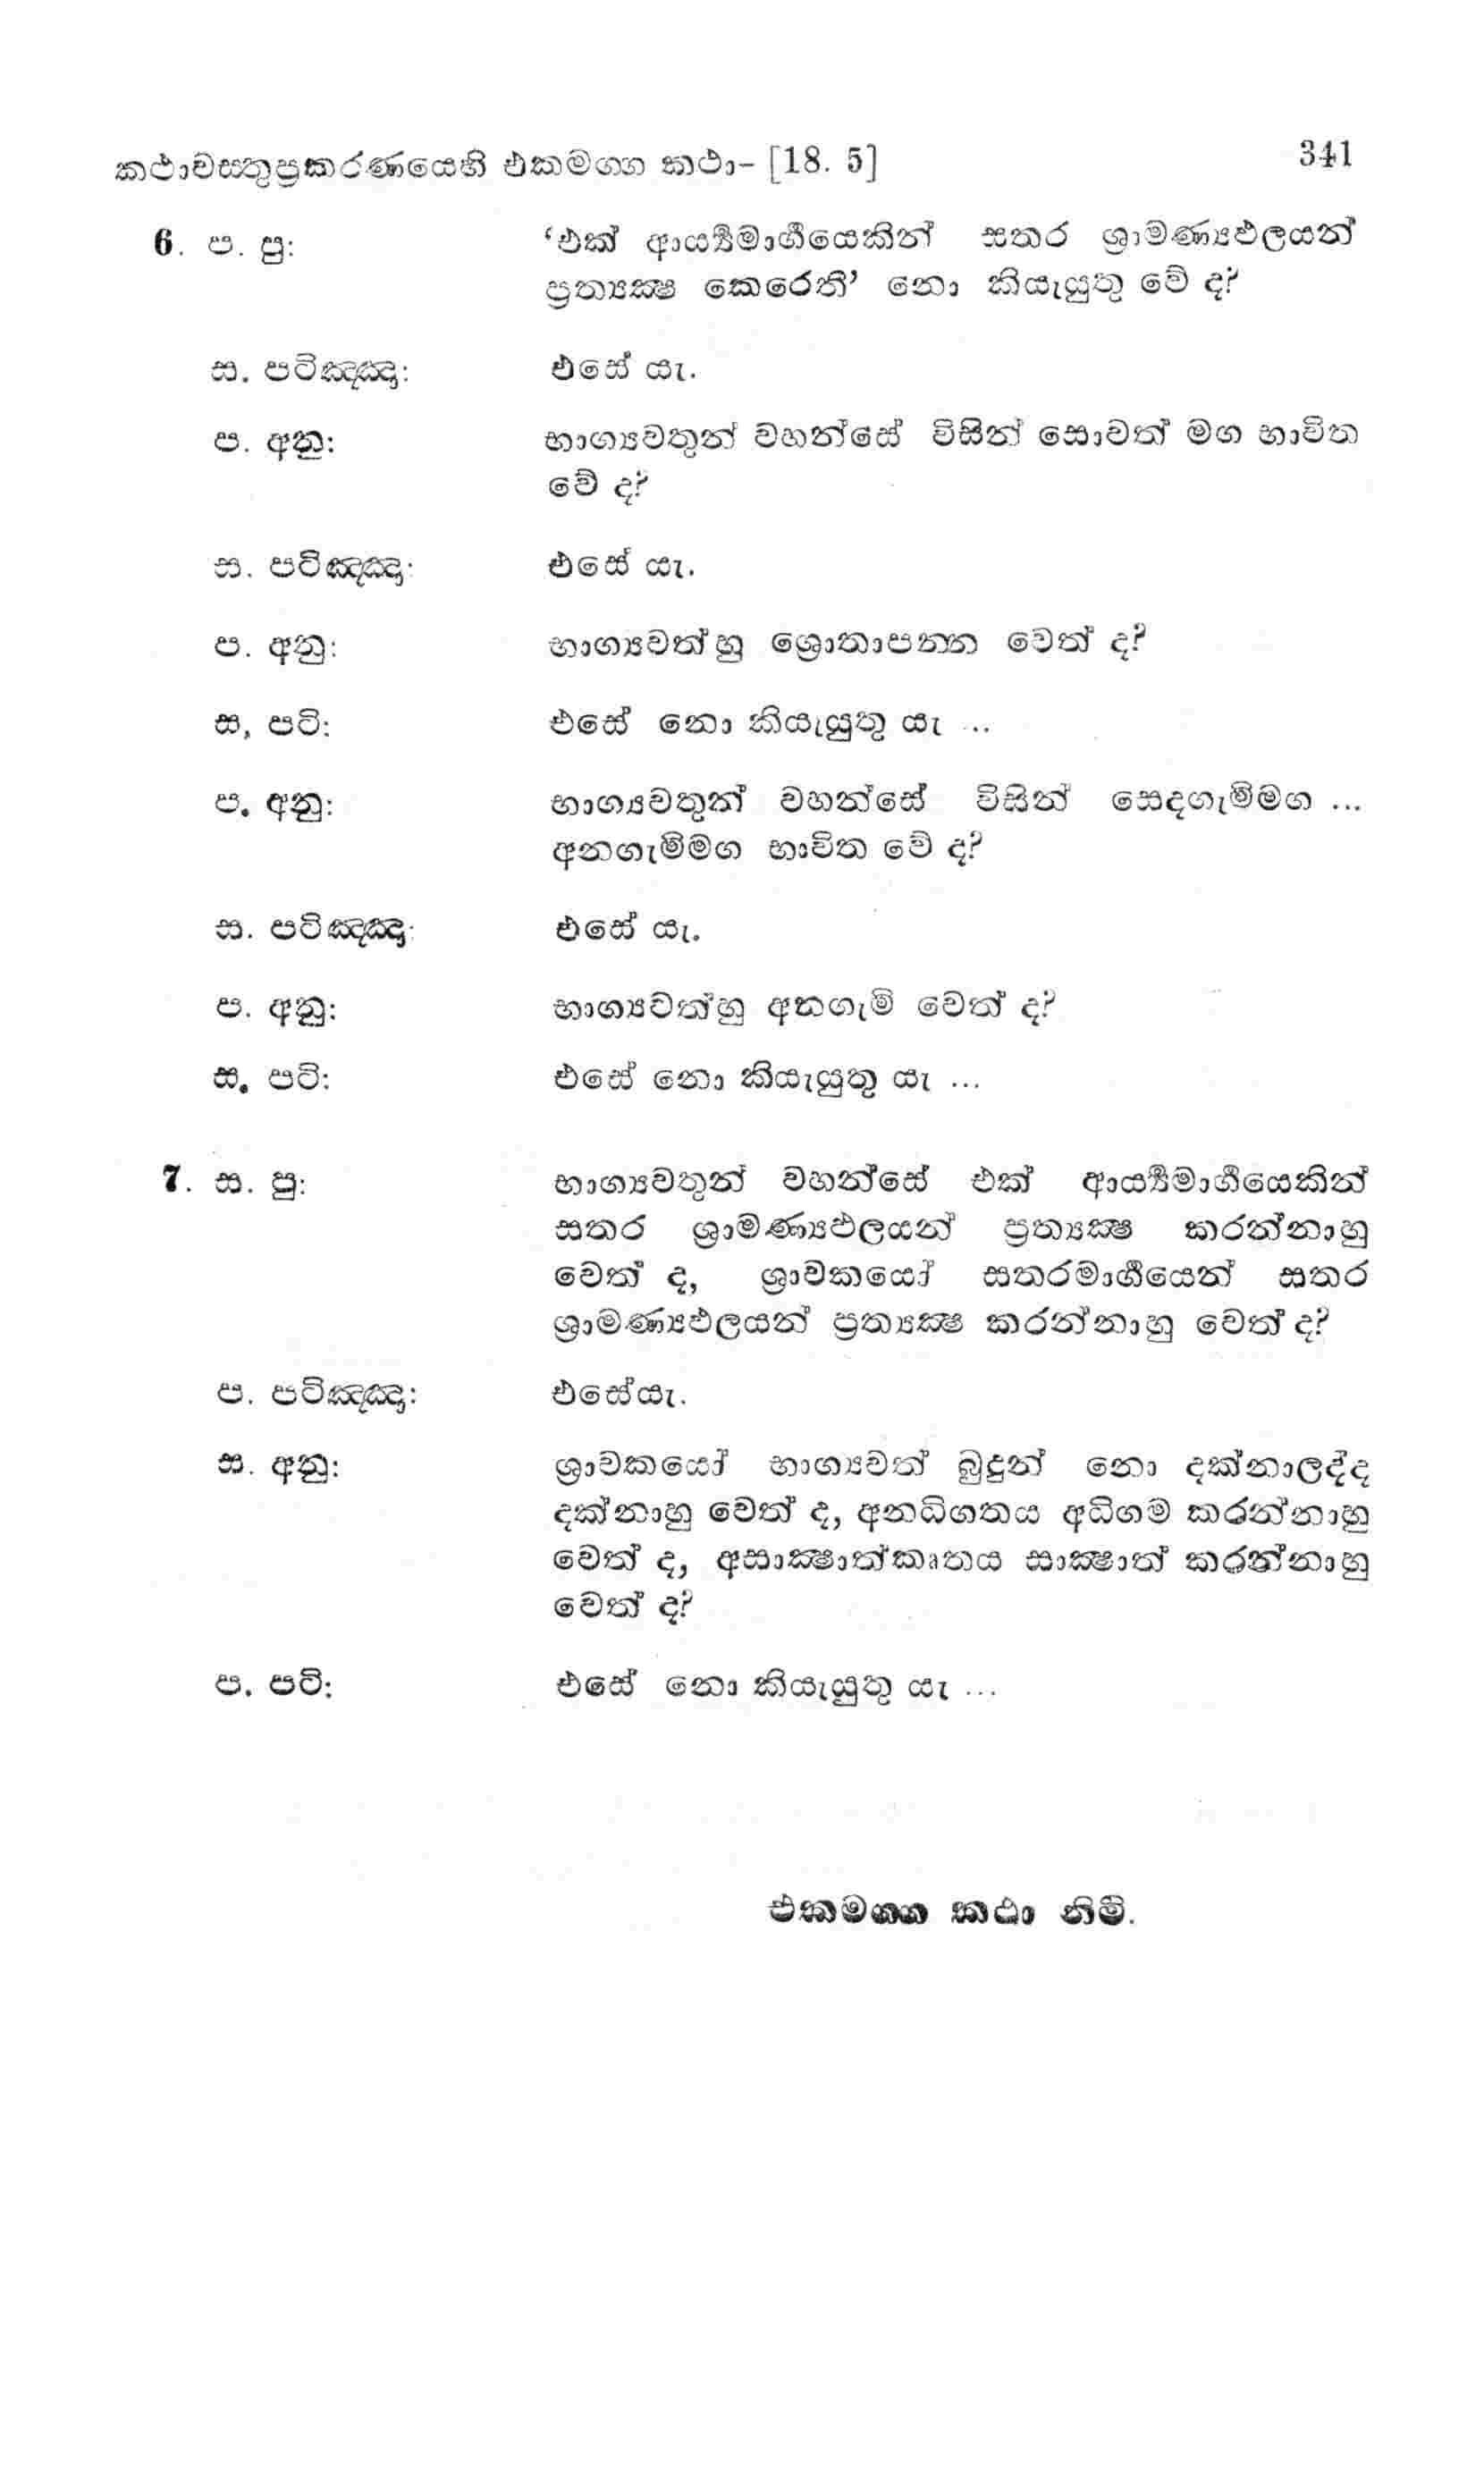 කථාවස්තුප්‍රකරණයෙහි එකමග්ග කථා– [18. 5] 341
6. ප. පු: ‘එක් ආර්‍ය්‍යමාර්ගයෙකින් සතර ශ්‍රාමණ්‍යඵලයන්
ප්‍රත්‍යක්‍ෂ කෙරෙති’ නො කියැයුතු වේ ද?
ස. පටිඤ්ඤා: එසේ යැ.
ප. අනු: භාග්‍යවතුන් වහන්සේ විසින් සොවත් මග භාවිත
වේ ද?
ස. පටිඤ්ඤා: එසේ යැ.
ප. අනු: භාග්‍යවත්හු ශ්‍රොතාපන්න වෙත් ද?
ස, පටි: එසේ නො කියැයුතු යැ ...
ප. අනු: භාග්‍යවතුන් වහන්සේ විසින් සෙදගැමිමග ...
අනගැමිමග භාවිත වේ ද?
ස. පටිඤ්ඤා: එසේ යැ.
ප. අනු: භාග්‍යවත්හු අනගැමි වෙත් ද?
ස. පටි: එසේ නො කියැයුතු යැ ...
7. ස. පු: භාග්‍යවතුන් වහන්සේ එක් ආර්‍ය්‍යමාර්ගයෙකින්
සතර ශ්‍රාමණ්‍යඵලයන් ප්‍රත්‍යක්‍ෂ කරන්නාහු
වෙත් ද, ශ්‍රාවකයෝ සතරමාර්ගයෙන් සතර
ශ්‍රාමණ්‍යඵලයන් ප්‍රත්‍යක්‍ෂ කරන්නාහු වෙත් ද?
ප. පටිඤ්ඤා: එසේයැ.
ස. අනු: ශ්‍රාවකයෝ භාග්‍යවත් බුදුන් නො දක්නාලද්ද
දක්නාහු වෙත් ද, අනධිගතය අධිගම කරන්නාහු
වෙත් ද, අසාක්‍ෂාත්කෘතය සාක්‍ෂාත් කරන්නාහු
වෙත් ද?
ප. පටි: එසේ නො කියැයුතු යැ ...
එකමග්ග කථා නිමි.